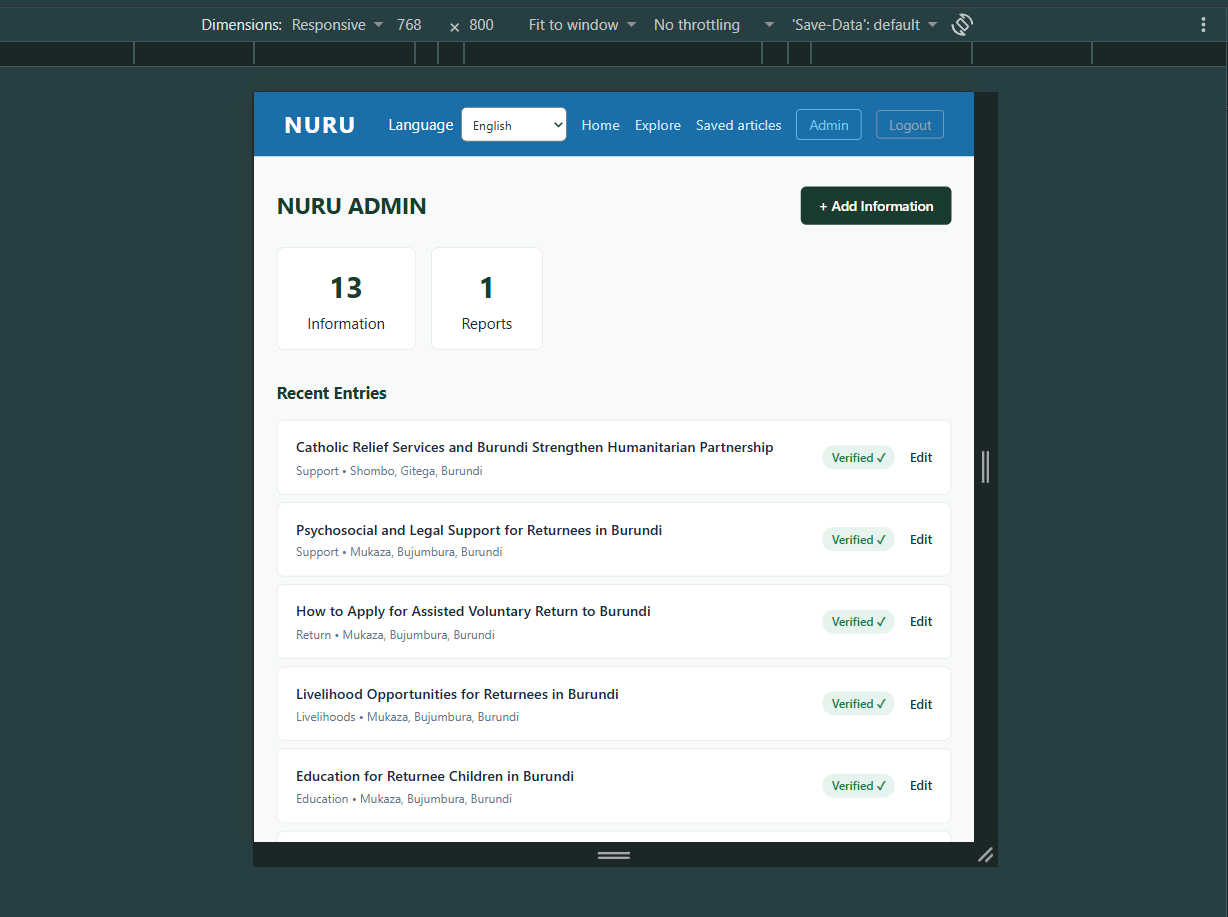 Dimensions: Responsive 768 × 800 Fit to window No throttling 'Save-Data': default
NURU Language English Home Explore Saved articles Admin Logout
NURU ADMIN + Add Information
13 1
Information Reports
Recent Entries
Catholic Relief Services and Burundi Strengthen Humanitarian Partnership
Support • Shombo, Gitega, Burundi
Verified ✓ Edit
Psychosocial and Legal Support for Returnees in Burundi
Support • Mukaza, Bujumbura, Burundi
Verified ✓ Edit
How to Apply for Assisted Voluntary Return to Burundi
Return • Mukaza, Bujumbura, Burundi
Verified ✓ Edit
Livelihood Opportunities for Returnees in Burundi
Livelihoods • Mukaza, Bujumbura, Burundi
Verified ✓ Edit
Education for Returnee Children in Burundi
Education • Mukaza, Bujumbura, Burundi
Verified ✓ Edit